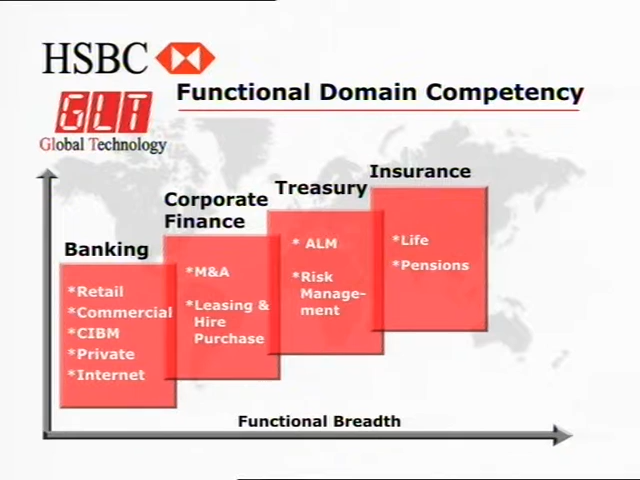 HSBC
GLT
Global Technology
Functional Domain Competency
Banking
*Retail
*Commercial
*CIBM
*Private
*Internet
Corporate
Finance
*M&A
*Leasing &
Hire
Purchase
Treasury
* ALM
*Risk
Manage-
ment
Insurance
*Life
*Pensions
Functional Breadth